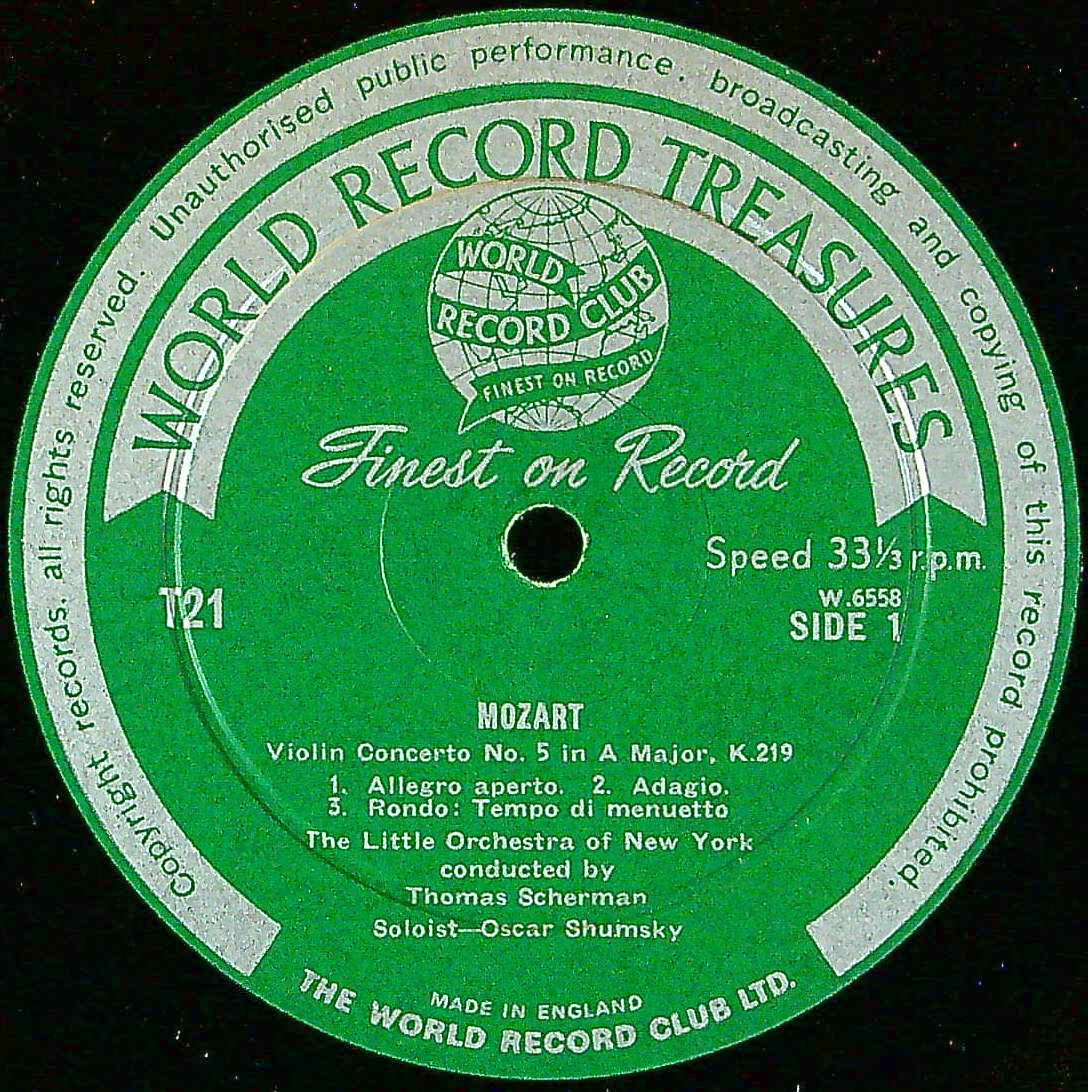 Copyright records. all rights reserved. Unauthorised public performance. broadcasting and copying of this record prohibited.
WORLD RECORD TREASURES
WORLD
RECORD CLUB
FINEST ON RECORD
Finest on Record
Speed 33⅓ r.p.m.
T21
W.6558
SIDE 1
MOZART
Violin Concerto No. 5 in A Major, K.219
1. Allegro aperto. 2. Adagio.
3. Rondo: Tempo di menuetto
The Little Orchestra of New York
conducted by
Thomas Scherman
Soloist—Oscar Shumsky
MADE IN ENGLAND
THE WORLD RECORD CLUB LTD.